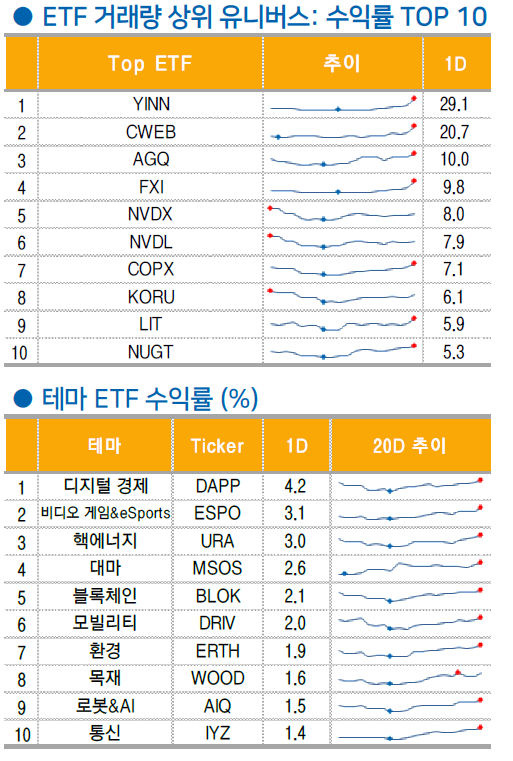 ● ETF 거래량 상위 유니버스: 수익률 TOP 10
Top ETF 추이 1D
1 YINN 29.1
2 CWEB 20.7
3 AGQ 10.0
4 FXI 9.8
5 NVDX 8.0
6 NVDL 7.9
7 COPX 7.1
8 KORU 6.1
9 LIT 5.9
10 NUGT 5.3
● 테마 ETF 수익률 (%)
테마 Ticker 1D 20D 추이
1 디지털 경제 DAPP 4.2
2 비디오 게임&eSports ESPO 3.1
3 핵에너지 URA 3.0
4 대마 MSOS 2.6
5 블록체인 BLOK 2.1
6 모빌리티 DRIV 2.0
7 환경 ERTH 1.9
8 목재 WOOD 1.6
9 로봇&AI AIQ 1.5
10 통신 IYZ 1.4